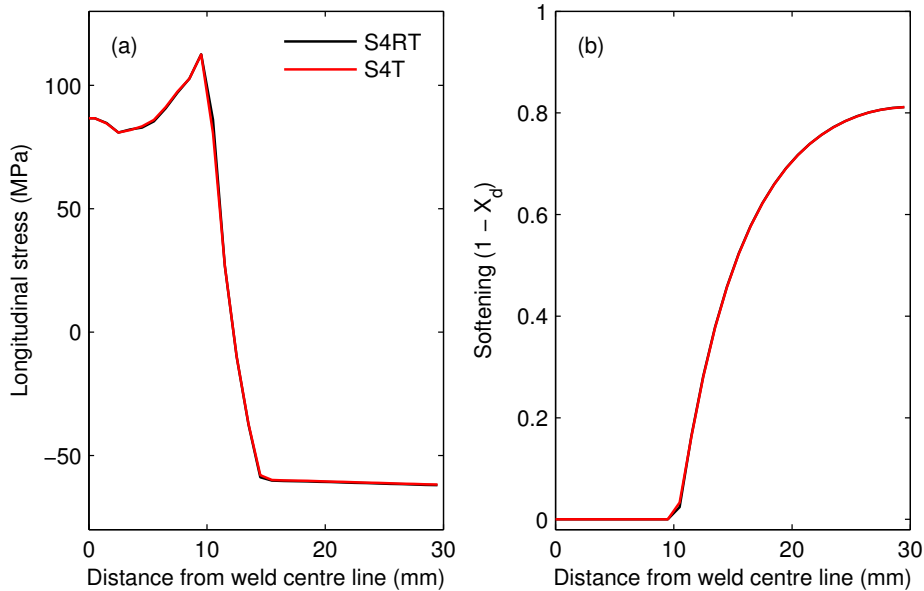 (a)
S4RT
S4T
100
50
0
−50
Longitudinal stress (MPa)
0
10
20
30
Distance from weld centre line (mm)
(b)
1
0.8
0.6
0.4
0.2
0
Softening (1 − X_d)
0
10
20
30
Distance from weld centre line (mm)